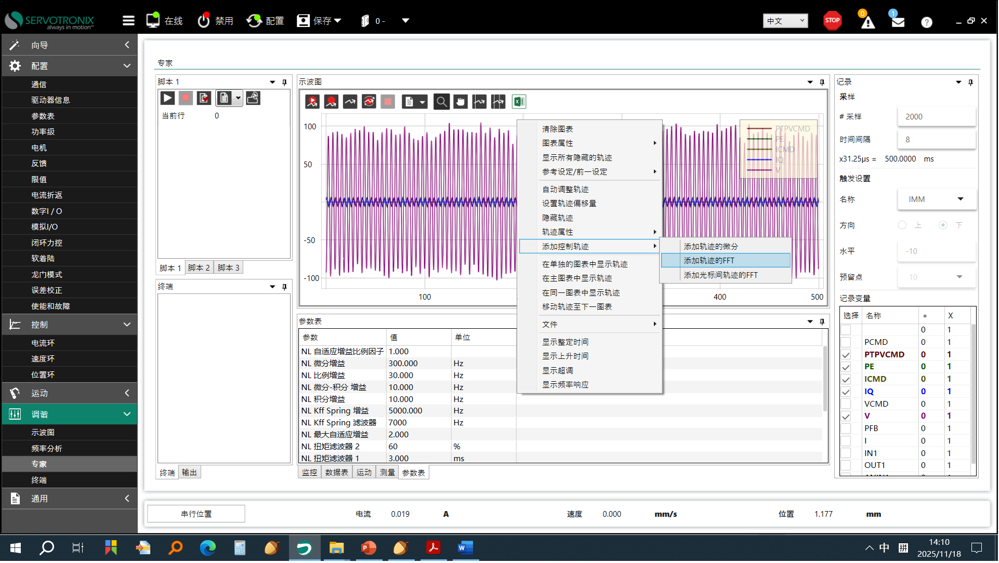 SERVOTRONIX
always in motion™
在线
禁用
配置
保存
0 -
中文
STOP
0
1
?
向导
配置
通信
驱动器信息
参数表
功率级
电机
反馈
限值
电流折返
数字I / O
模拟I/O
闭环力控
软着陆
龙门模式
误差校正
使能和故障
控制
电流环
速度环
位置环
运动
调谐
示波图
频率分析
专家
终端
通用
专家
脚本 1
当前行 0
脚本 1 脚本 2 脚本 3
终端
终端 输出
示波图
100
50
-50
-100
100
400
500
PTPVCMD
PE
ICMD
IQ
V
清除图表
图表属性
显示所有隐藏的轨迹
参考设定/前一设定
自动调整轨迹
设置轨迹偏移量
隐藏轨迹
轨迹属性
添加控制轨迹
在单独的图表中显示轨迹
在主图表中显示轨迹
在同一图表中显示轨迹
移动轨迹至下一图表
文件
显示整定时间
显示上升时间
显示超调
显示频率响应
添加轨迹的微分
添加轨迹的FFT
添加光标间轨迹的FFT
参数表
参数 值 单位
NL 自适应增益比例因子 1.000
NL 微分增益 300.000 Hz
NL 比例增益 30.000 Hz
NL 微分-积分 增益 10.000 Hz
NL 积分增益 10.000 Hz
NL Kff Spring 增益 5000.000 Hz
NL Kff Spring 滤波器 7000 Hz
NL 最大自适应增益 2.000
NL 扭矩滤波器 2 60 %
NL 扭矩滤波器 1 3.000 ms
监控 数据表 运动 测量 参数表
记录
采样
# 采样 2000
时间间隔 8
x31.25µs = 500.0000 ms
触发设置
名称 IMM
方向 上 下
水平 -10
预留点 10
记录变量
选择 名称 + X
0 1
PCMD 0 1
PTPVCMD 0 1
PE 0 1
ICMD 0 1
IQ 0 1
VCMD 0 1
V 0 1
PFB 0 1
I 0 1
IN1 0 1
OUT1 0 1
串行位置
电流 0.019 A
速度 0.000 mm/s
位置 1.177 mm
中
拼
14:10
2025/11/18